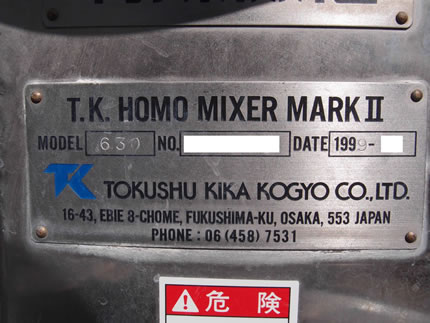 T.K. HOMO MIXER MARK II
MODEL 630 NO. DATE 1999-
TK TOKUSHU KIKA KOGYO CO., LTD.
16-43, EBIE 8-CHOME, FUKUSHIMA-KU, OSAKA, 553 JAPAN
PHONE : 06 (458) 7531
危険